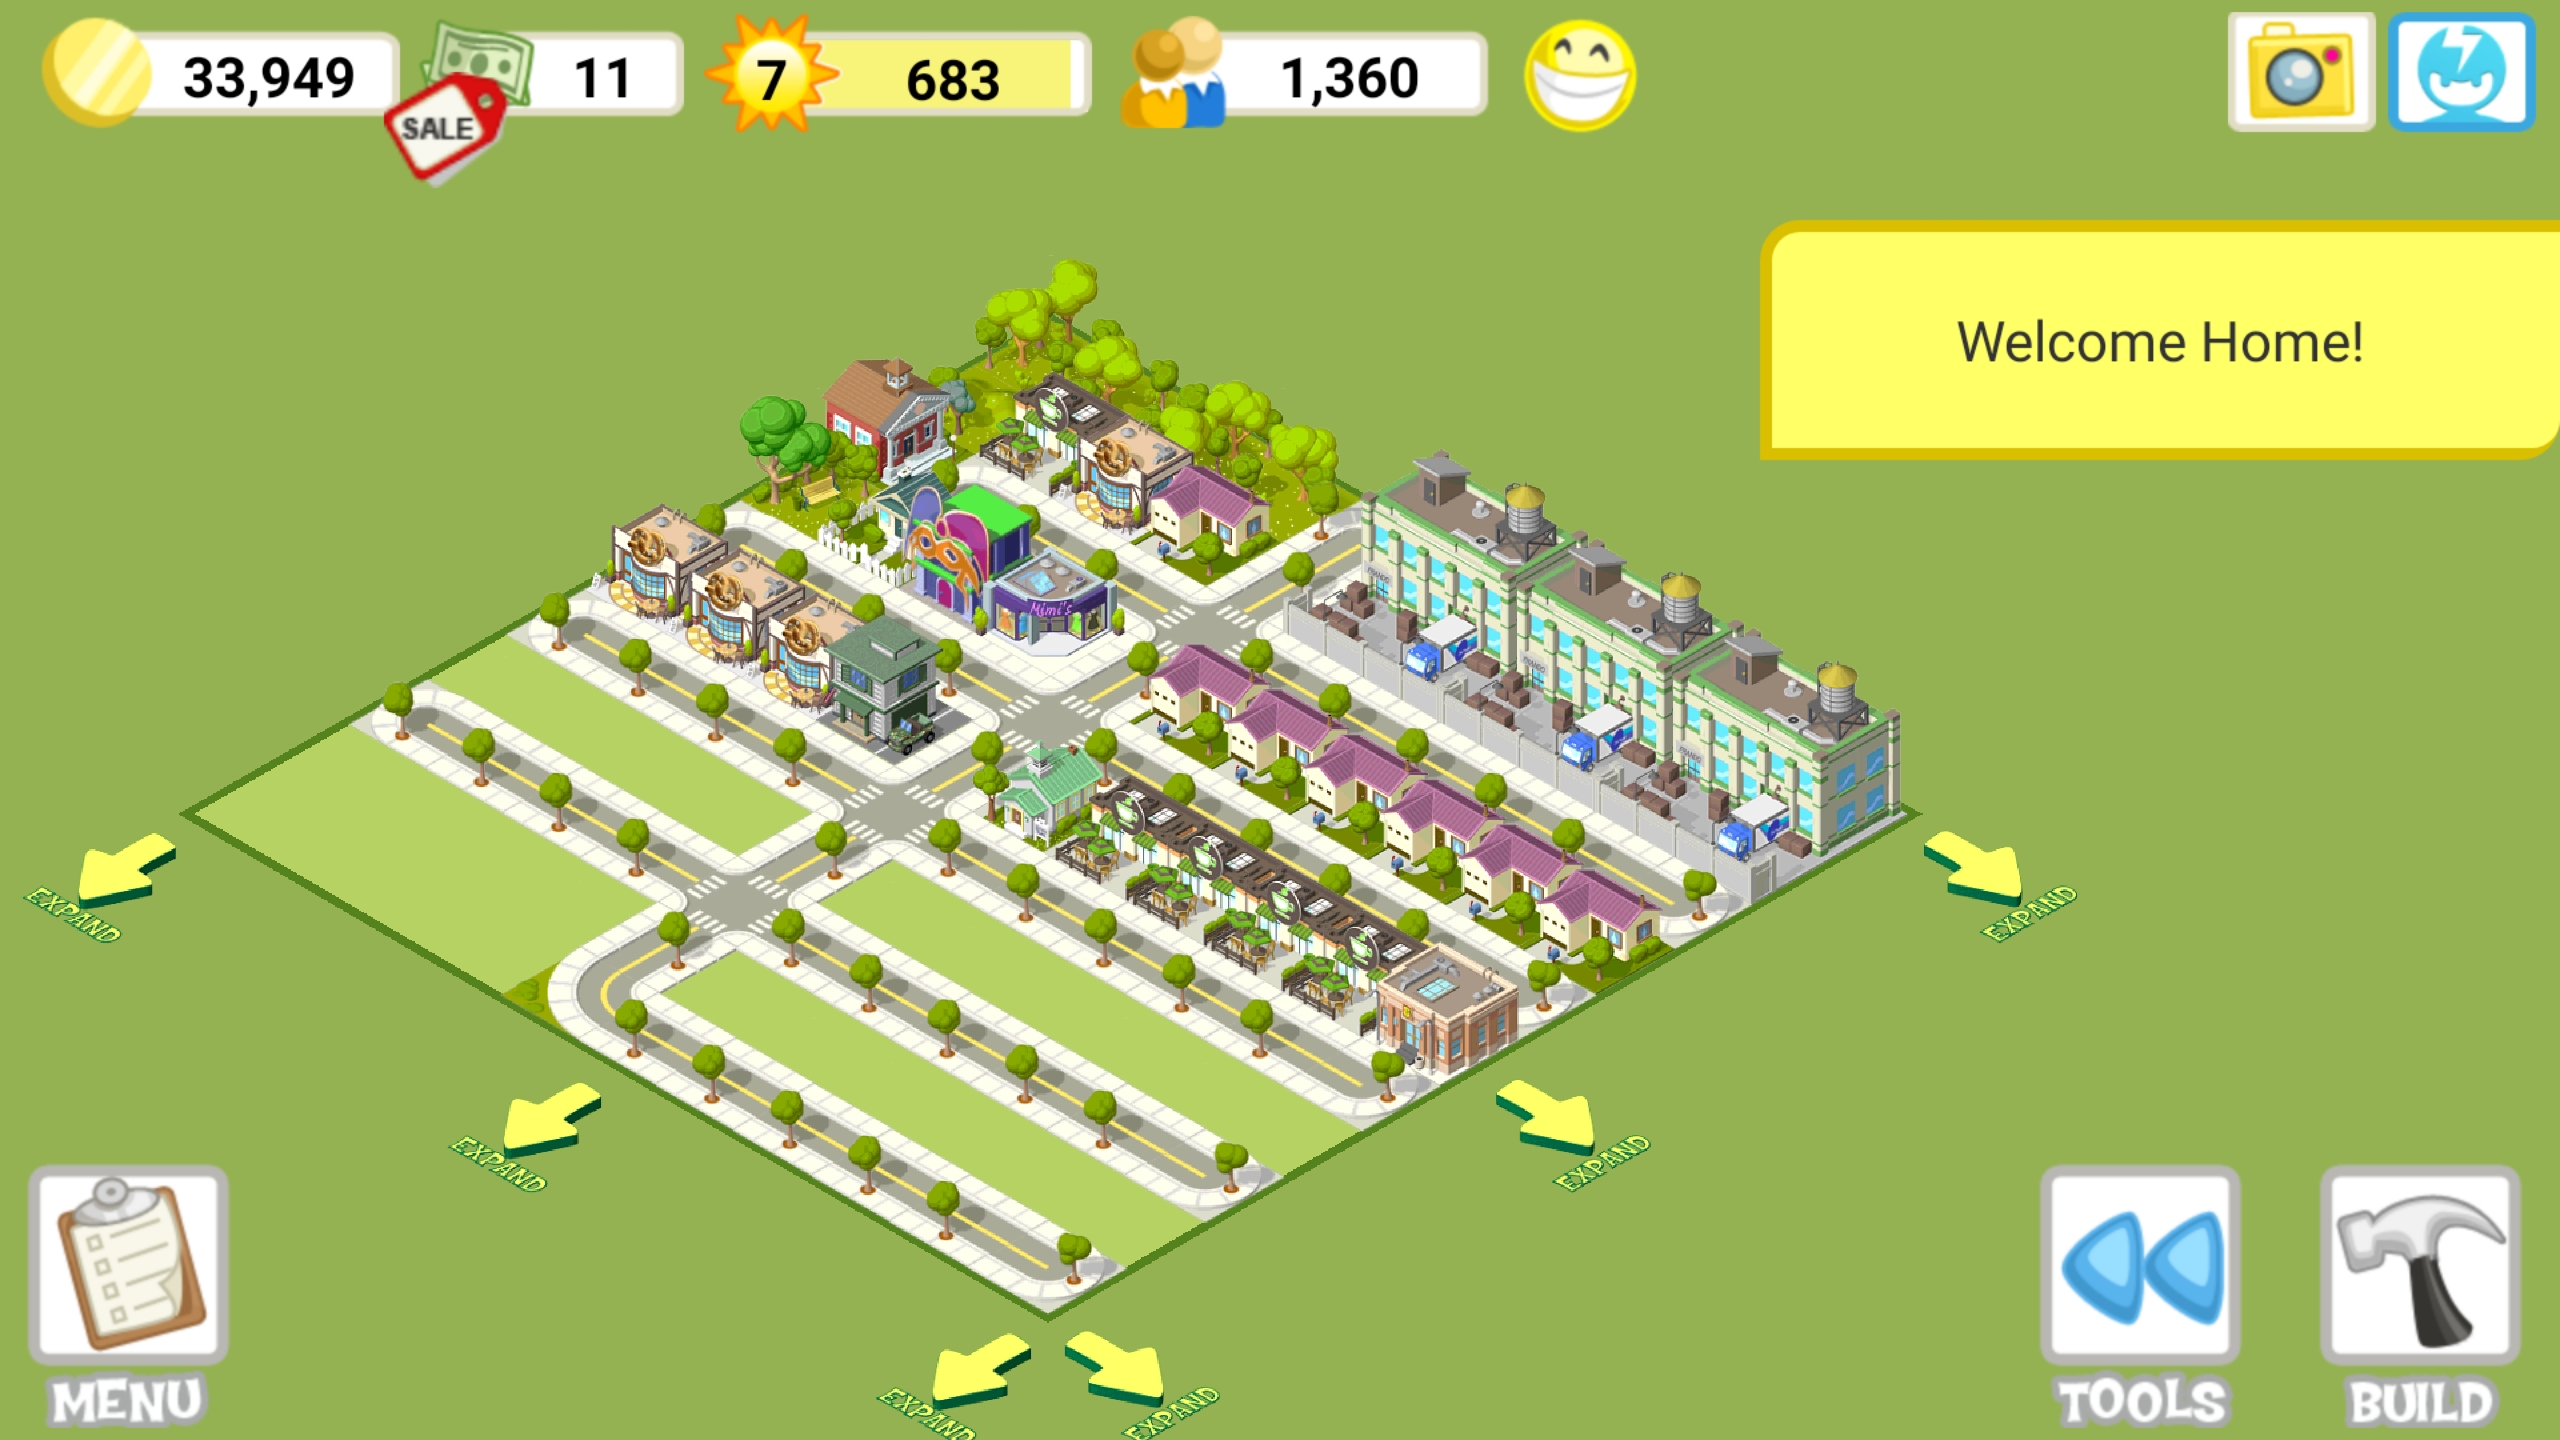 33,949
11
7
683
1,360
SALE
Welcome Home!
Mimi's
EXPAND
EXPAND
EXPAND
EXPAND
EXPAND
EXPAND
MENU
TOOLS
BUILD